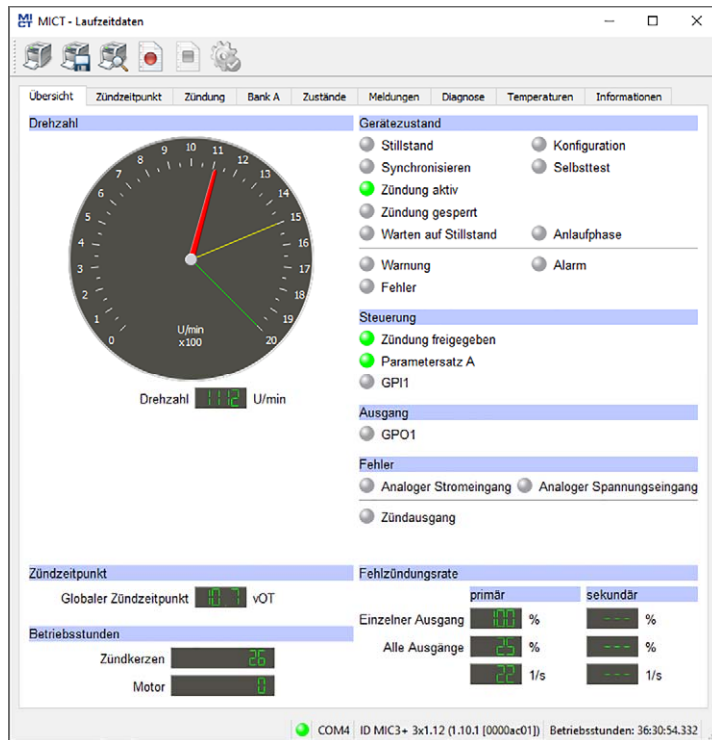 MICT - Laufzeitdaten
Übersicht Zündzeitpunkt Zündung Bank A Zustände Meldungen Diagnose Temperaturen Informationen
Drehzahl
0 1 2 3 4 5 6 7 8 9 10 11 12 13 14 15 16 17 18 19 20
U/min
x100
Drehzahl 1112 U/min
Gerätezustand
Stillstand Konfiguration
Synchronisieren Selbsttest
Zündung aktiv
Zündung gesperrt
Warten auf Stillstand Anlaufphase
Warnung Alarm
Fehler
Steuerung
Zündung freigegeben
Parametersatz A
GPI1
Ausgang
GPO1
Fehler
Analoger Stromeingang Analoger Spannungseingang
Zündausgang
Zündzeitpunkt
Globaler Zündzeitpunkt 10 7 vOT
Betriebsstunden
Zündkerzen 26
Motor 0
Fehlzündungsrate
primär sekundär
Einzelner Ausgang 100 % --- %
Alle Ausgänge 25 % --- %
22 1/s --- 1/s
COM4 ID MIC3+ 3x1.12 (1.10.1 [0000ac01]) Betriebsstunden: 36:30:54.332